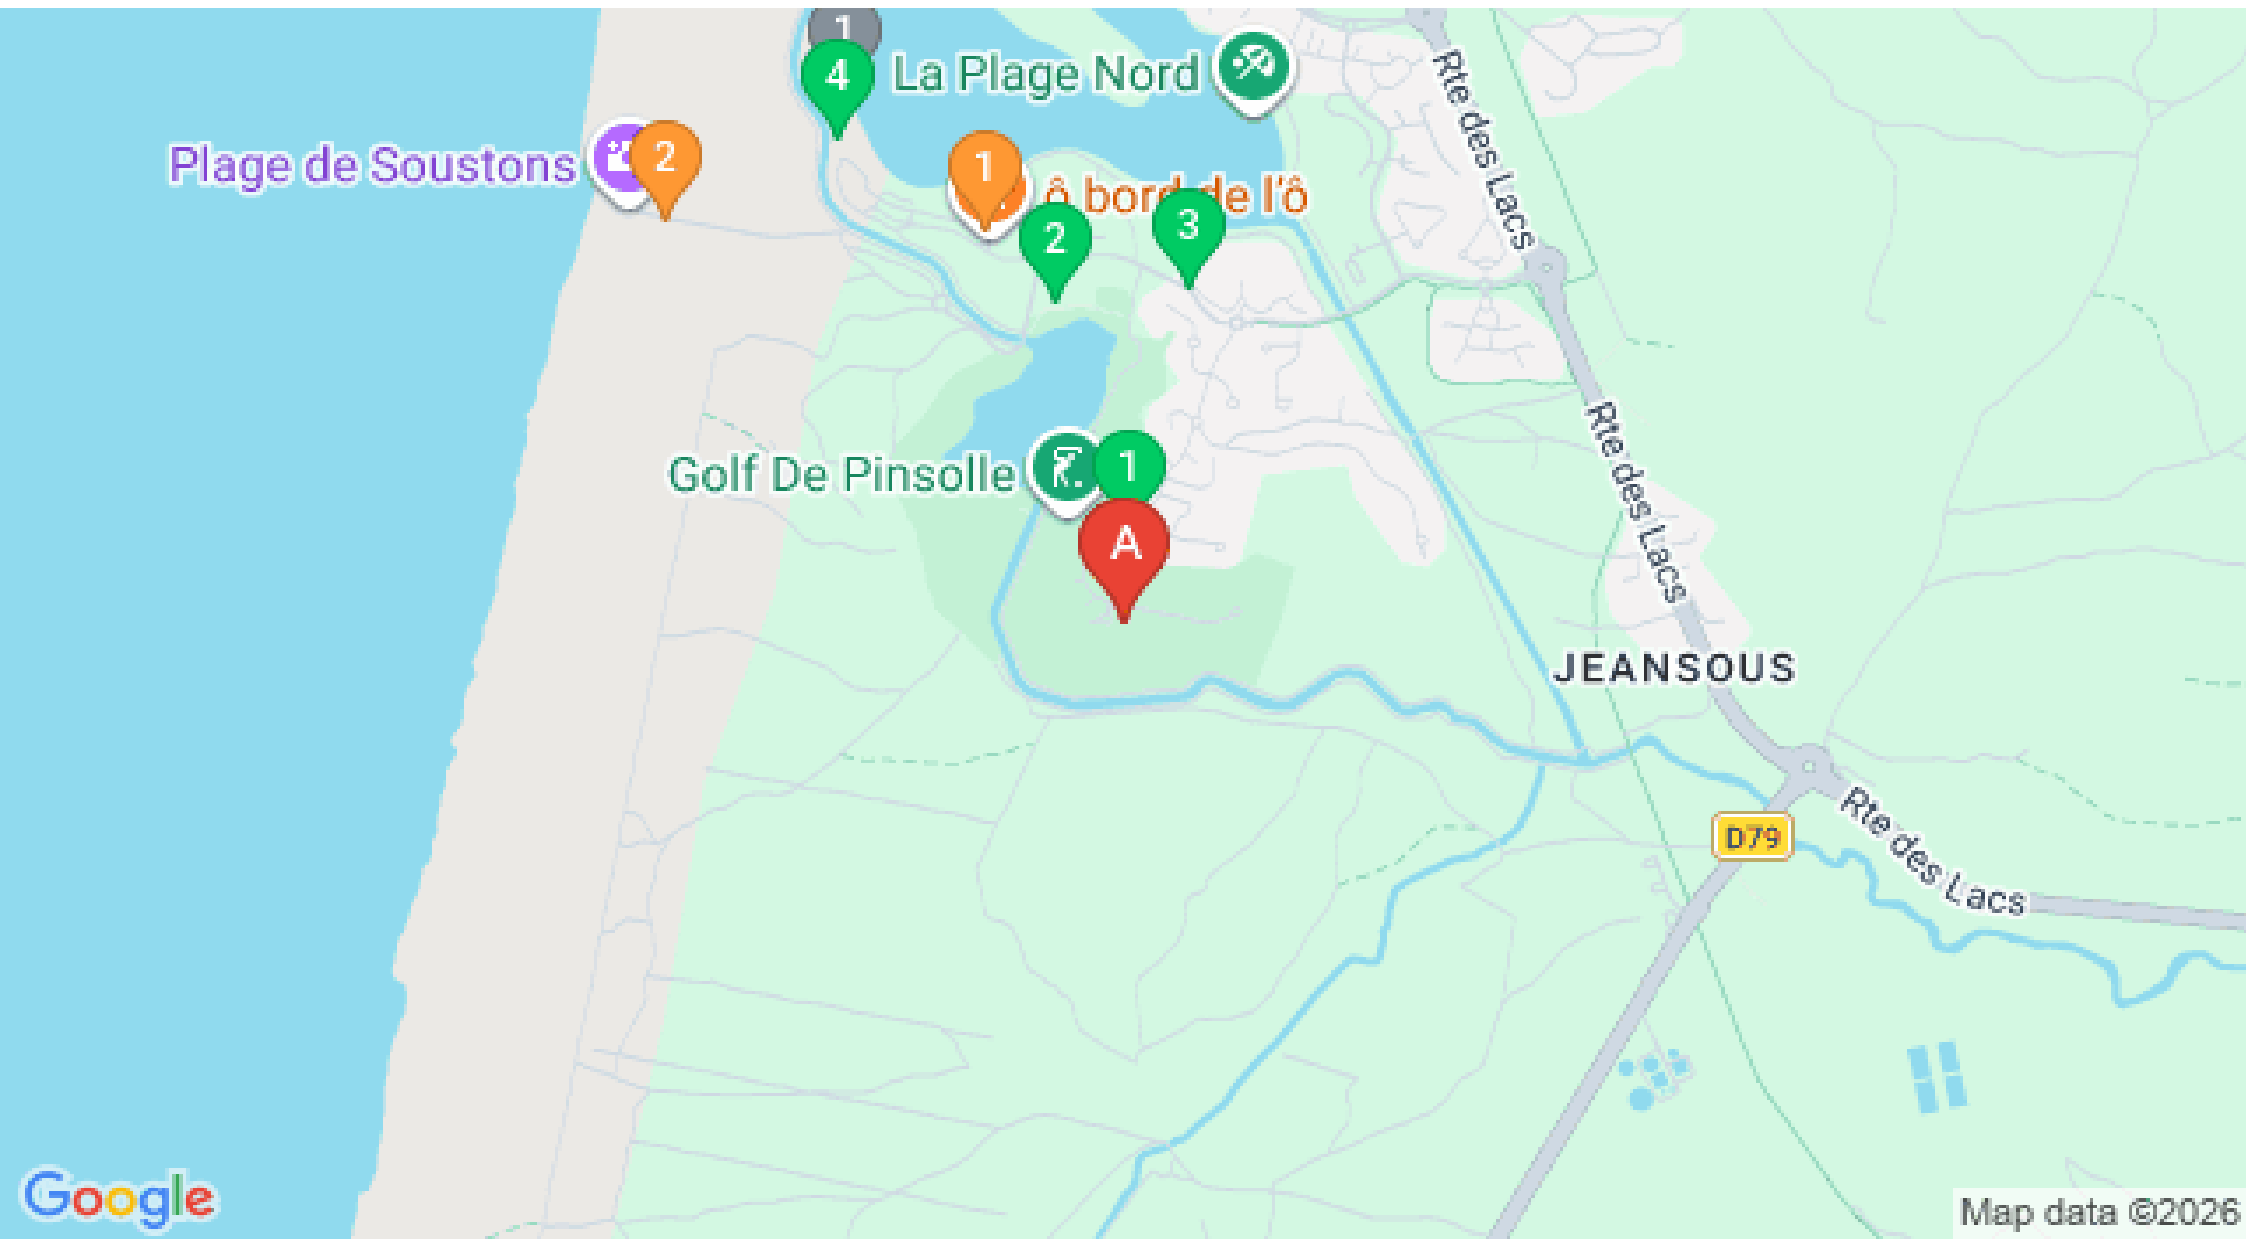 1
4
La Plage Nord
Rte des Lacs
Plage de Soustons
2
1
ô bord de l'ô
2
3
Rte des Lacs
Golf De Pinsolle
1
A
JEANSOUS
D79
Rte des Lacs
Google
Map data ©2026